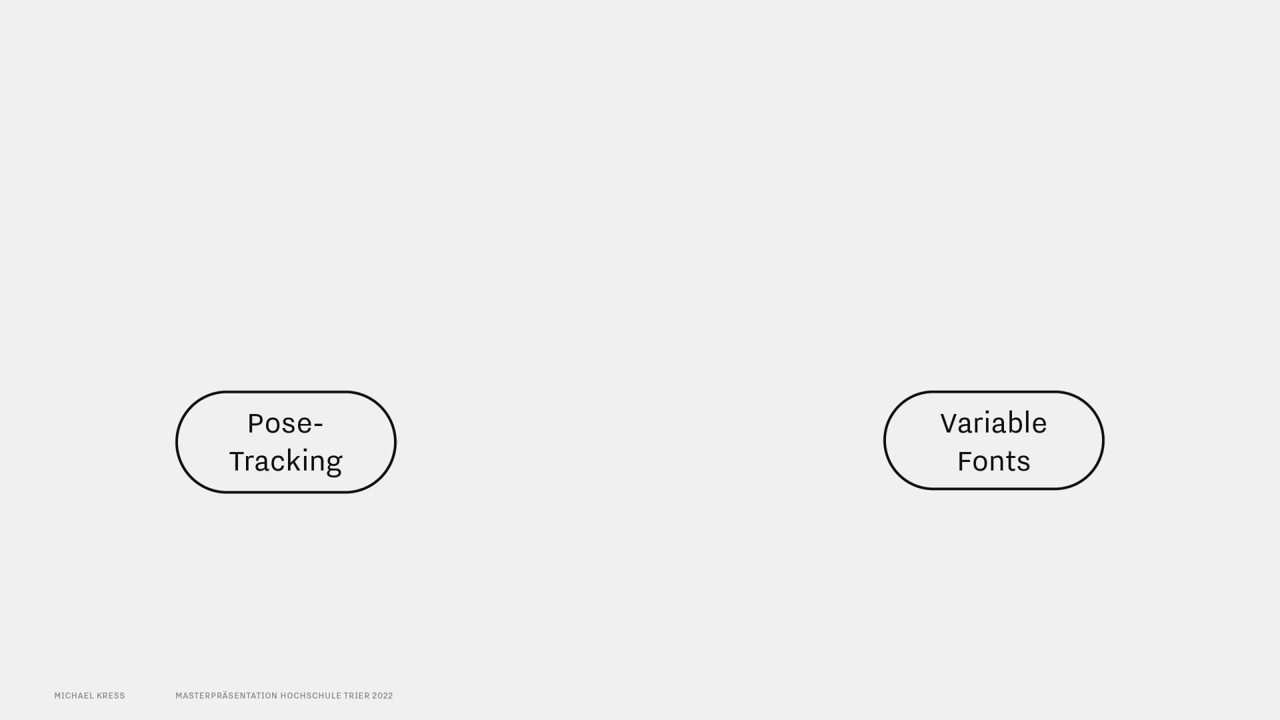 Pose-
Tracking
Variable
Fonts
MICHAEL KRESS
MASTERPRÄSENTATION HOCHSCHULE TRIER 2022